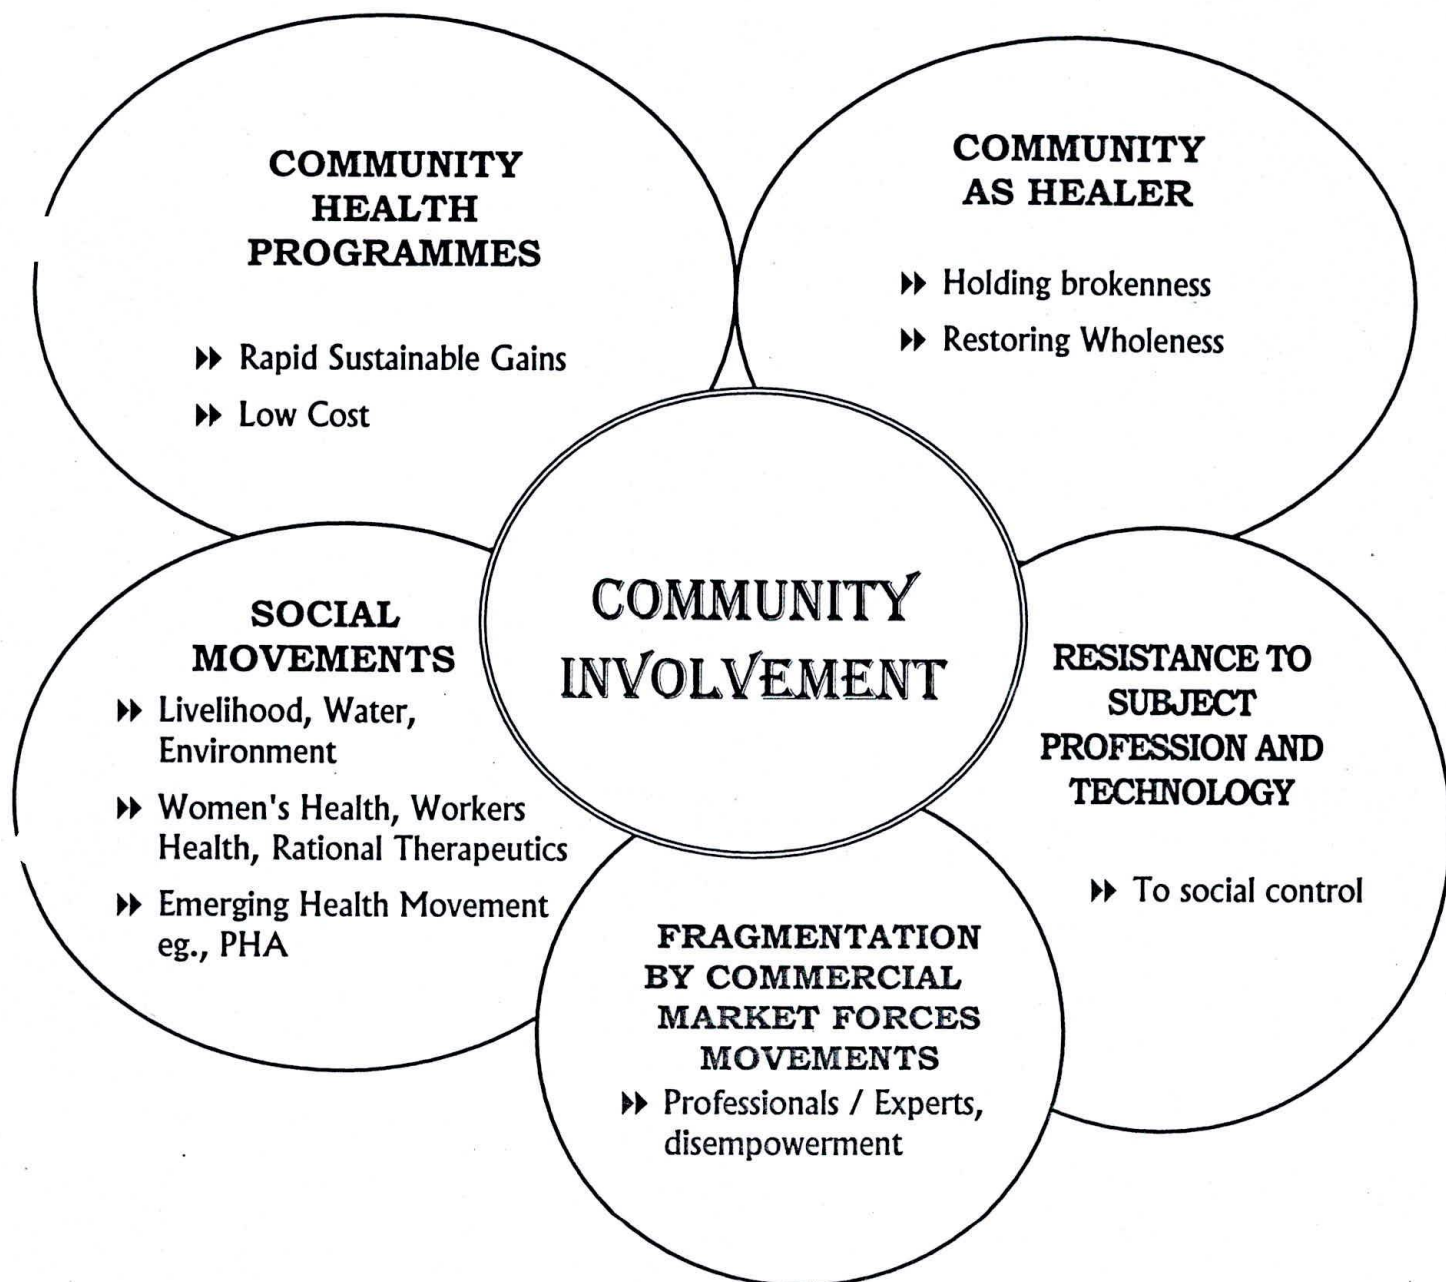 COMMUNITY
HEALTH
PROGRAMMES
▸▸ Rapid Sustainable Gains
▸▸ Low Cost
COMMUNITY
AS HEALER
▸▸ Holding brokenness
▸▸ Restoring Wholeness
COMMUNITY
INVOLVEMENT
SOCIAL
MOVEMENTS
▸▸ Livelihood, Water,
Environment
▸▸ Women's Health, Workers
Health, Rational Therapeutics
▸▸ Emerging Health Movement
eg., PHA
RESISTANCE TO
SUBJECT
PROFESSION AND
TECHNOLOGY
▸▸ To social control
FRAGMENTATION
BY COMMERCIAL
MARKET FORCES
MOVEMENTS
▸▸ Professionals / Experts,
disempowerment